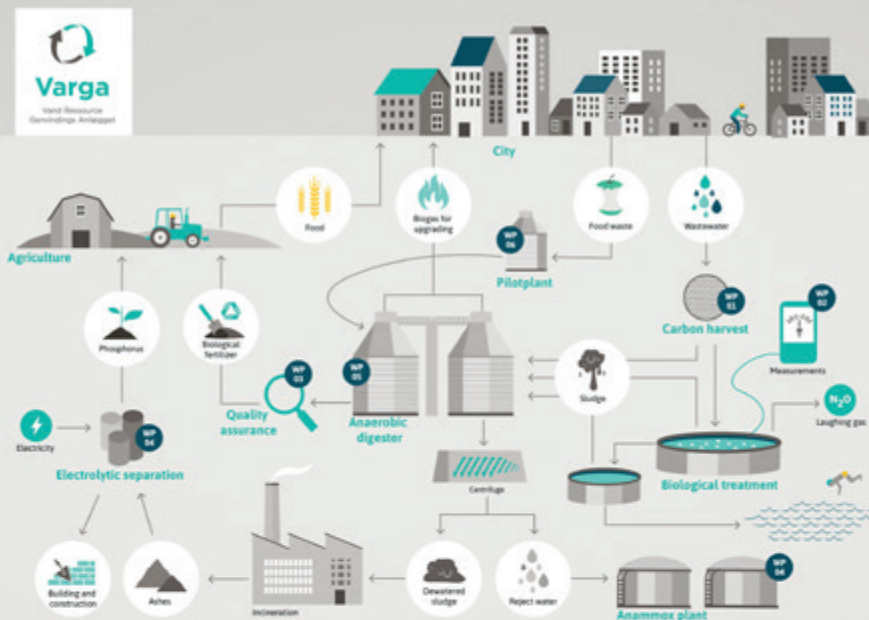 Varga
Vand Ressource
Genvindings Anlægget
City
Food
Biogas for
upgrading
WP
06
Food waste
Wastewater
Agriculture
Pilotplant
WP
01
WP
02
Carbon harvest
Phosphorus
Biological
fertilizer
WP
03
WP
05
Sludge
Measurements
N₂O
Laughing gas
Quality
assurance
Anaerobic
digester
Electricity
WP
04
Electrolytic separation
Centrifuge
Biological treatment
Building and
construction
Ashes
Incineration
Dewatered
sludge
Reject water
WP
04
Anammox plant